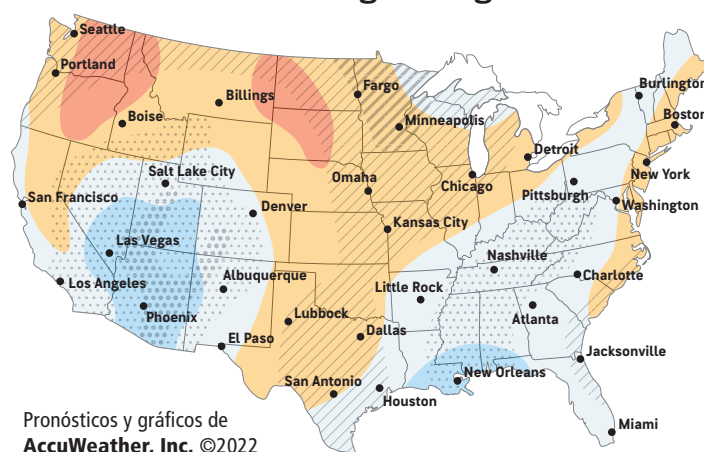 Seattle
Portland
Billings
Fargo
Burlington
Boise
Minneapolis
Boston
Detroit
Salt Lake City
Omaha
Chicago
New York
Pittsburgh
San Francisco
Denver
Washington
Kansas City
Las Vegas
Nashville
Los Angeles
Albuquerque
Little Rock
Charlotte
Phoenix
Lubbock
Atlanta
Dallas
El Paso
Jacksonville
San Antonio
New Orleans
Houston
Miami
Pronósticos y gráficos de
AccuWeather, Inc. ©2022